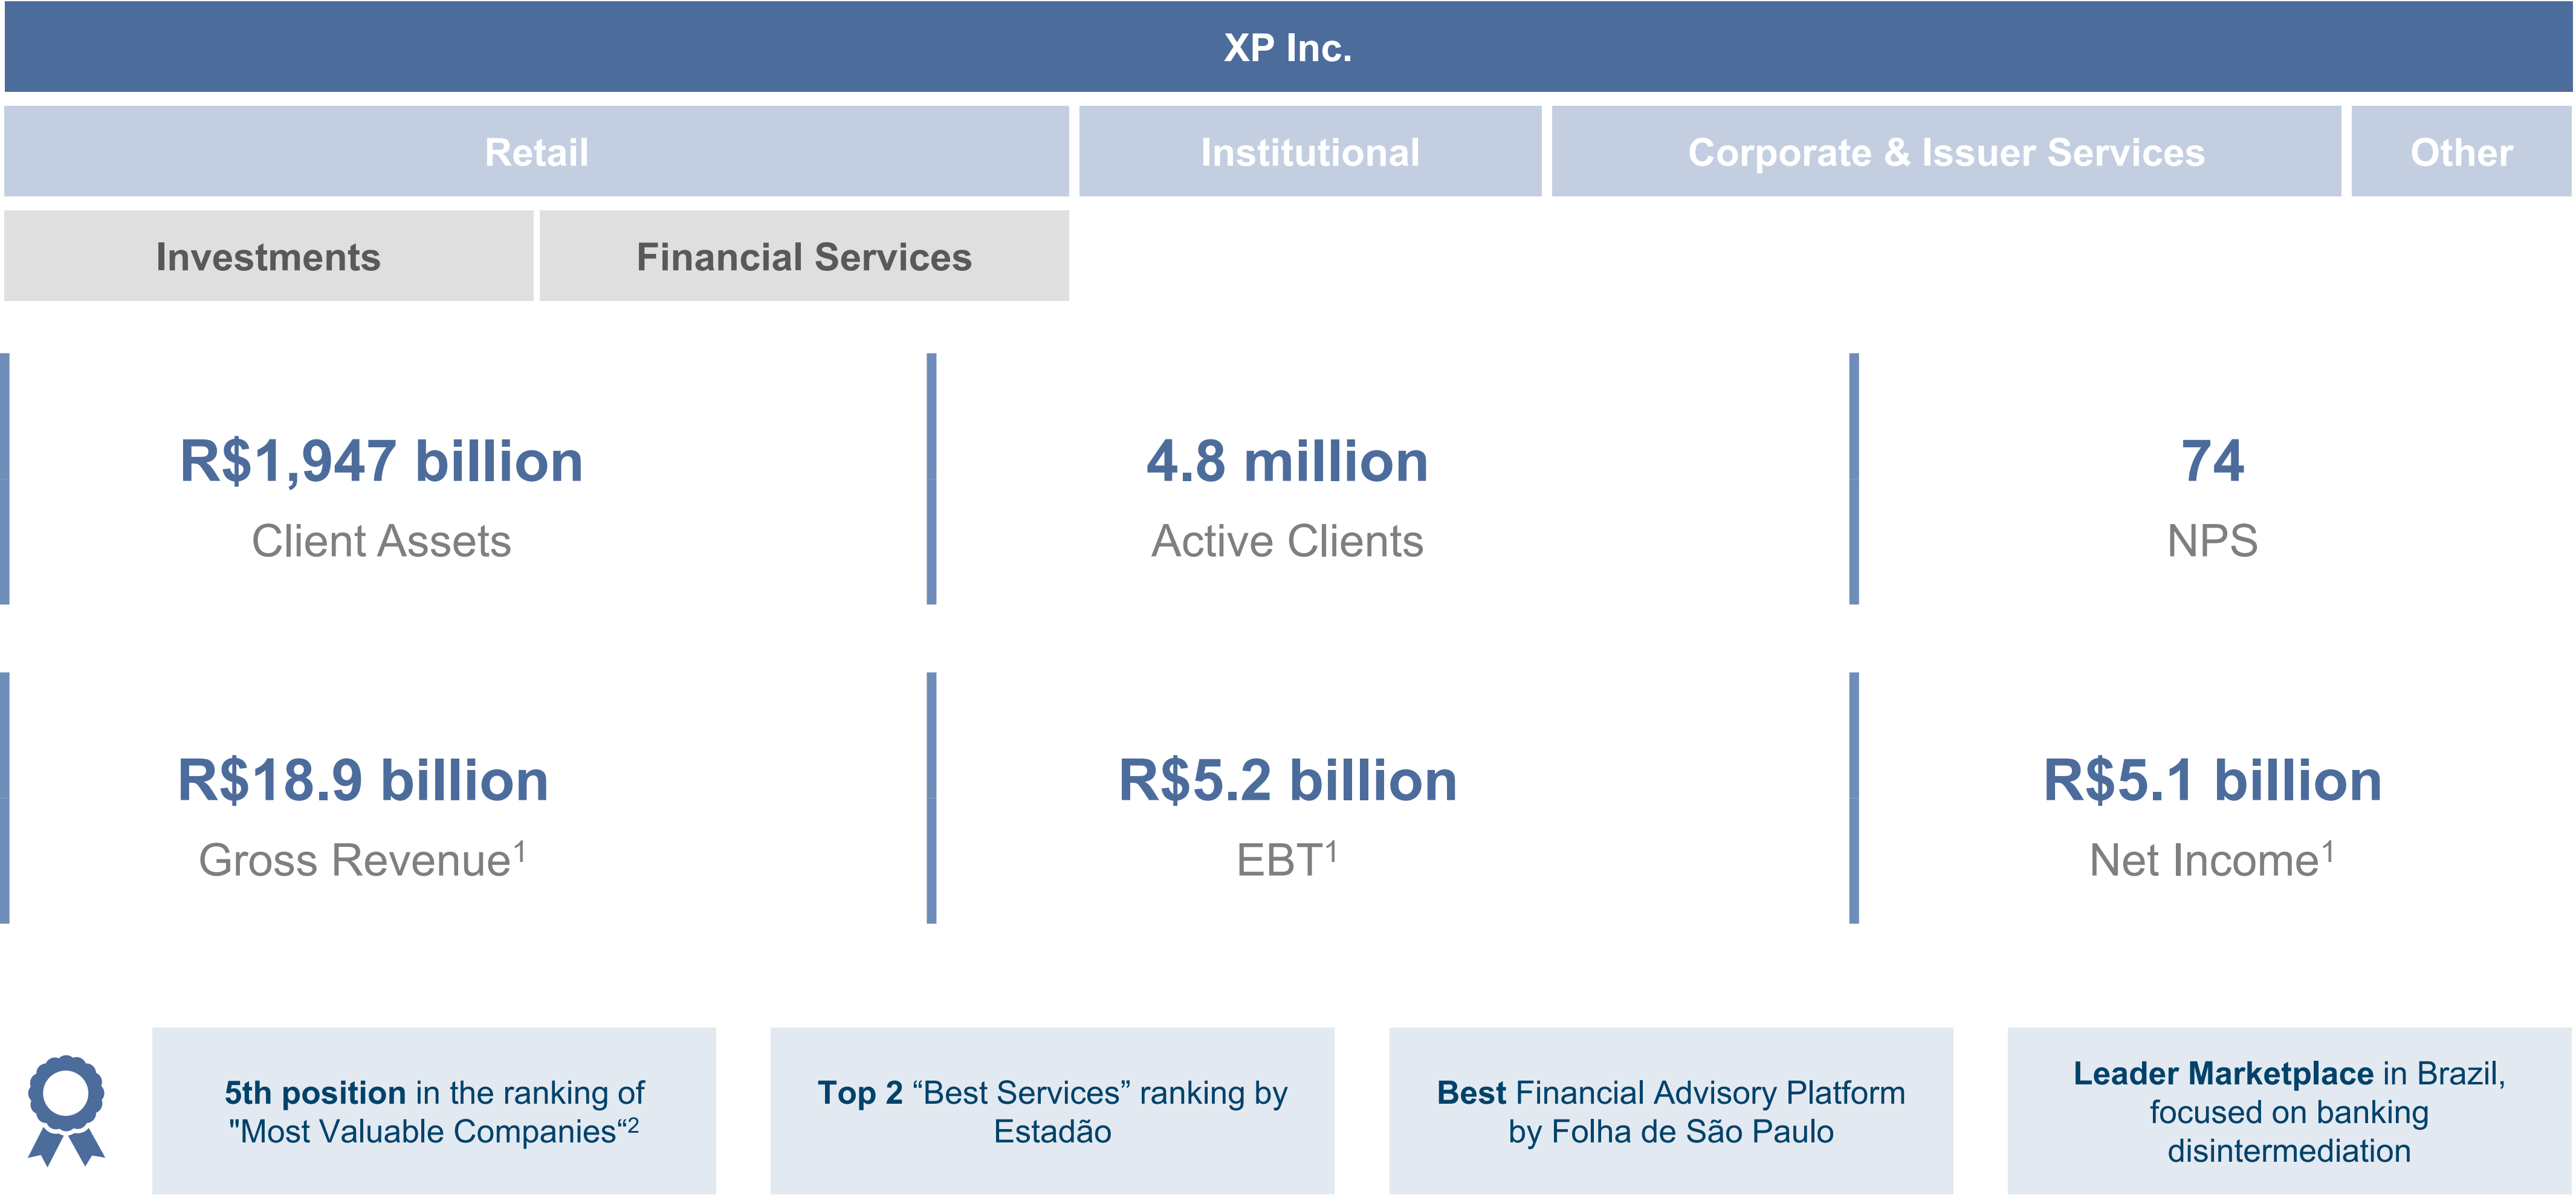 XP Inc.
Retail
Institutional
Corporate & Issuer Services
Other
Investments
Financial Services
R$1,947 billion
Client Assets
4.8 million
Active Clients
74
NPS
R$18.9 billion
Gross Revenue¹
R$5.2 billion
EBT¹
R$5.1 billion
Net Income¹
5th position in the ranking of
"Most Valuable Companies“²
Top 2 “Best Services” ranking by
Estadão
Best Financial Advisory Platform
by Folha de São Paulo
Leader Marketplace in Brazil,
focused on banking
disintermediation